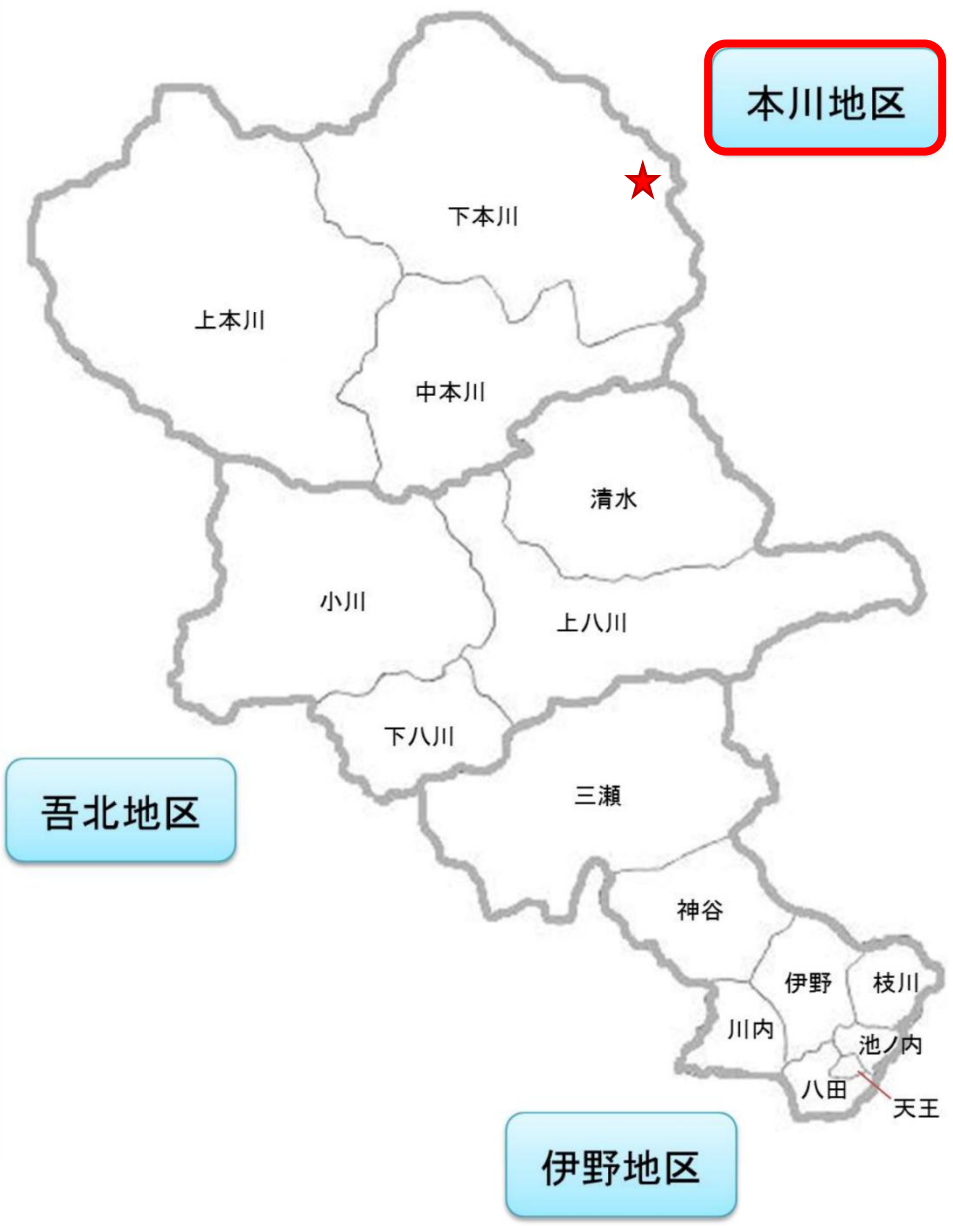 本川地区
下本川
上本川
中本川
清水
小川
上八川
下八川
吾北地区
三瀬
神谷
伊野
枝川
川内
池ノ内
八田
天王
伊野地区